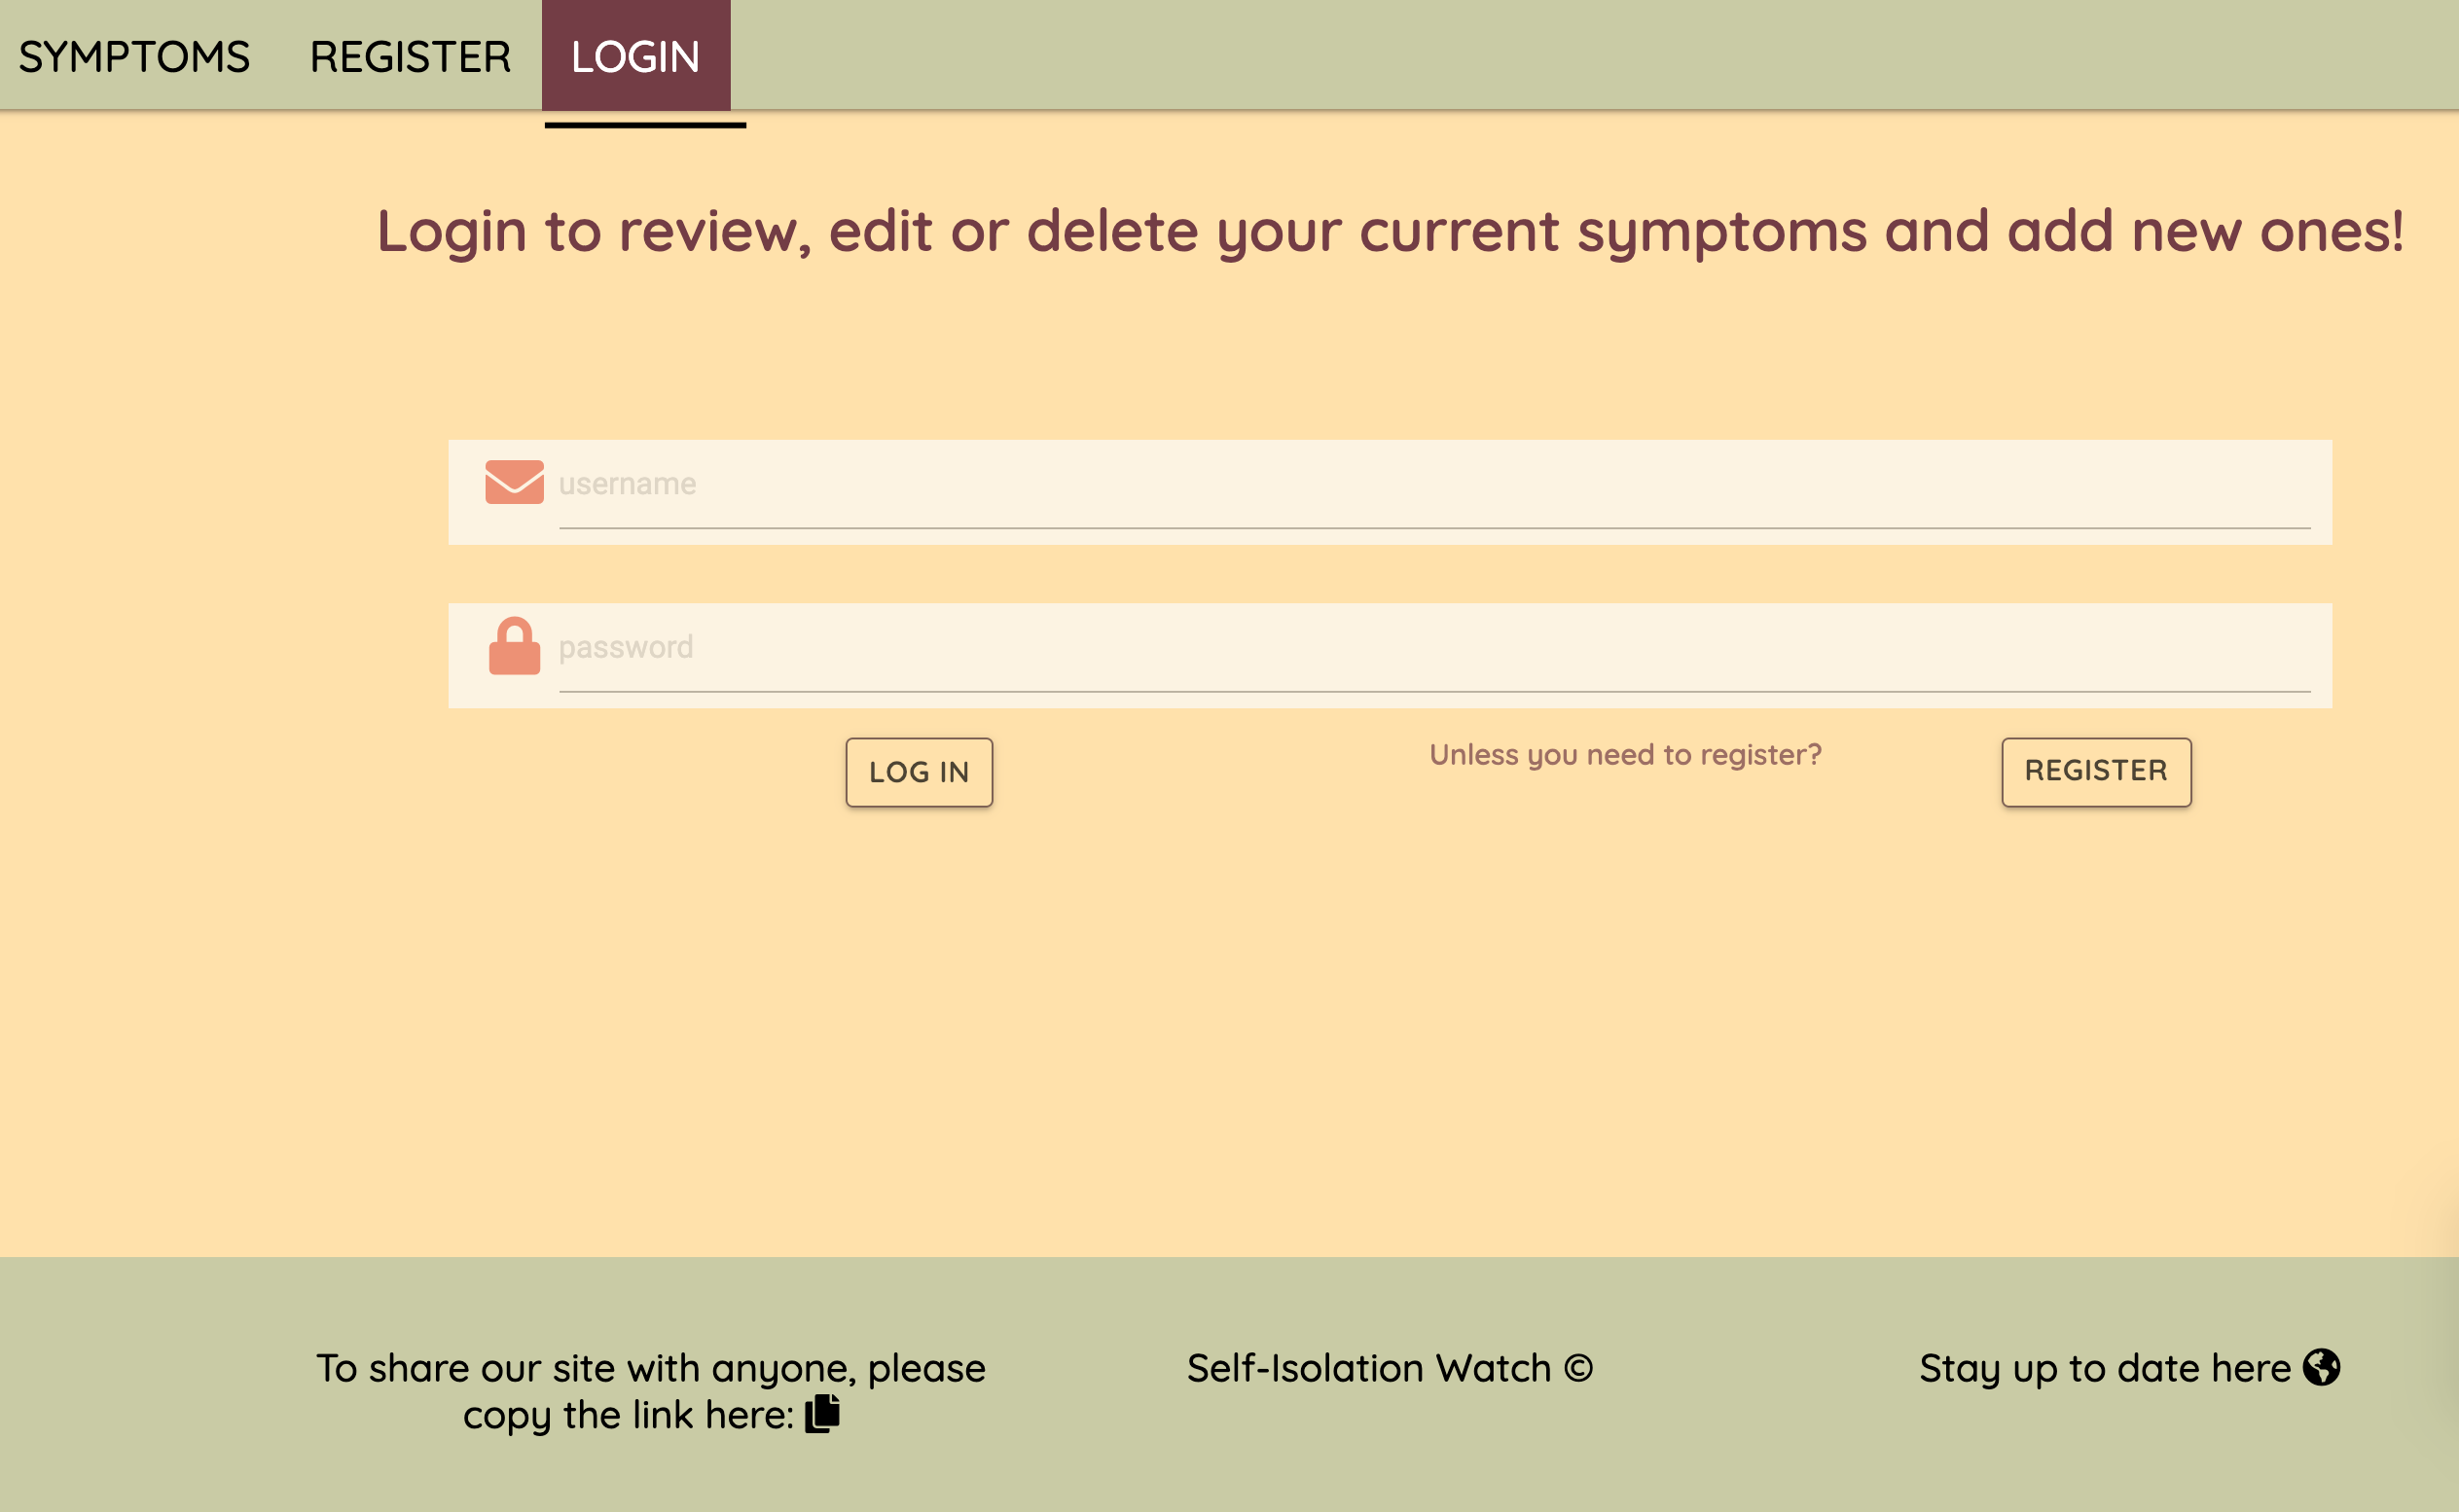 SYMPTOMS REGISTER LOGIN
Login to review, edit or delete your current symptoms and add new ones!
username
password
LOG IN
Unless you need to register?
REGISTER
To share our site with anyone, please
copy the link here:
Self-Isolation Watch ©
Stay up to date here